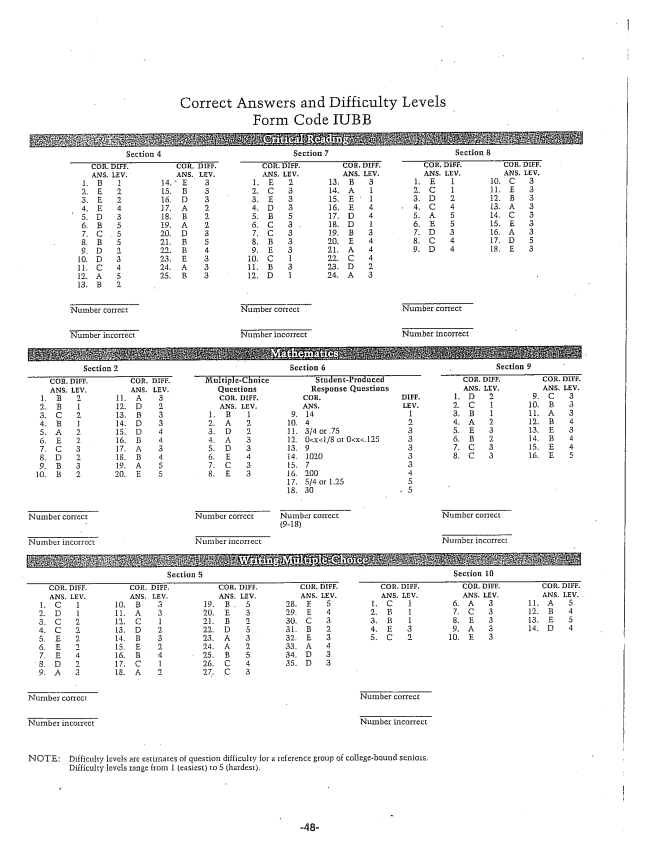 Correct Answers and Difficulty Levels
Form Code IUBB
Critical Reading
Section 4
COR. DIFF.
ANS. LEV.
1. B 1
2. E 2
3. E 2
4. E 4
5. D 3
6. B 5
7. C 5
8. B 5
9. D 2
10. D 3
11. C 4
12. A 5
13. B 2
COR. DIFF.
ANS. LEV.
14. E 3
15. B 3
16. D 3
17. A 2
18. B 2
19. A 2
20. D 3
21. B 5
22. B 4
23. E 3
24. A 3
25. B 3
Number correct
Number incorrect
Section 7
COR. DIFF.
ANS. LEV.
1. E 2
2. C 3
3. E 3
4. D 3
5. B 5
6. C 3
7. C 3
8. B 3
9. E 3
10. C 1
11. B 3
12. D 1
COR. DIFF.
ANS. LEV.
13. B 3
14. A 1
15. E 1
16. E 4
17. D 4
18. D 1
19. B 3
20. E 4
21. A 4
22. C 4
23. D 2
24. A 3
Number correct
Number incorrect
Section 8
COR. DIFF.
ANS. LEV.
1. E 1
2. C 1
3. D 2
4. C 4
5. A 5
6. E 5
7. D 3
8. C 4
9. D 4
COR. DIFF.
ANS. LEV.
10. C 3
11. E 3
12. B 3
13. A 3
14. C 3
15. E 3
16. A 3
17. D 5
18. E 3
Number correct
Number incorrect
Mathematics
Section 2
COR. DIFF.
ANS. LEV.
1. B 2
2. B 1
3. C 2
4. B 1
5. A 2
6. E 2
7. C 3
8. D 2
9. B 3
10. B 2
COR. DIFF.
ANS. LEV.
11. A 3
12. D 2
13. B 3
14. D 3
15. D 4
16. B 4
17. A 3
18. B 4
19. A 5
20. E 5
Number correct
Number incorrect
Section 6
Multiple-Choice
Questions
COR. DIFF.
ANS. LEV.
1. B 1
2. A 2
3. D 2
4. A 3
5. D 3
6. E 4
7. C 3
8. E 3
Number correct
Number incorrect
Student-Produced
Response Questions
COR. DIFF.
ANS. LEV.
9. 14 1
10. 4 2
11. 3/4 or .75 3
12. 0<x<1/8 or 0<x<.125 3
13. 9 3
14. 1020 3
15. 7 3
16. 200 4
17. 5/4 or 1.25 5
18. 30 5
Number correct
(9-18)
Section 9
COR. DIFF.
ANS. LEV.
1. D 2
2. C 1
3. B 1
4. A 2
5. E 3
6. B 2
7. C 3
8. C 3
COR. DIFF.
ANS. LEV.
9. C 3
10. B 3
11. A 3
12. B 4
13. E 3
14. B 4
15. E 4
16. E 5
Number correct
Number incorrect
Writing Multiple-Choice
Section 5
COR. DIFF.
ANS. LEV.
1. C 1
2. D 1
3. C 2
4. C 2
5. E 2
6. E 2
7. E 4
8. D 2
9. A 3
COR. DIFF.
ANS. LEV.
10. B 3
11. A 3
12. C 1
13. D 2
14. B 3
15. E 2
16. B 4
17. C 1
18. A 2
COR. DIFF.
ANS. LEV.
19. B 5
20. E 3
21. B 2
22. D 5
23. A 3
24. A 2
25. B 5
26. C 4
27. C 3
COR. DIFF.
ANS. LEV.
28. E 5
29. E 4
30. C 3
31. B 2
32. E 3
33. A 4
34. D 3
35. D 3
Number correct
Number incorrect
Section 10
COR. DIFF.
ANS. LEV.
1. C 1
2. B 1
3. B 1
4. E 3
5. C 2
COR. DIFF.
ANS. LEV.
6. A 3
7. C 3
8. E 3
9. A 3
10. E 3
COR. DIFF.
ANS. LEV.
11. A 5
12. B 4
13. E 5
14. D 4
Number correct
Number incorrect
NOTE: Difficulty levels are estimates of question difficulty for a reference group of college-bound seniors.
Difficulty levels range from 1 (easiest) to 5 (hardest).
-48-